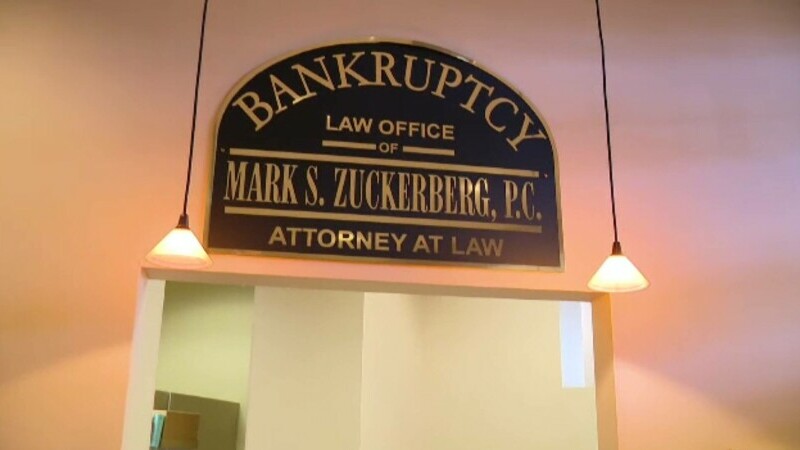 BANKRUPTCY
LAW OFFICE
OF
MARK S. ZUCKERBERG, P.C.
ATTORNEY AT LAW